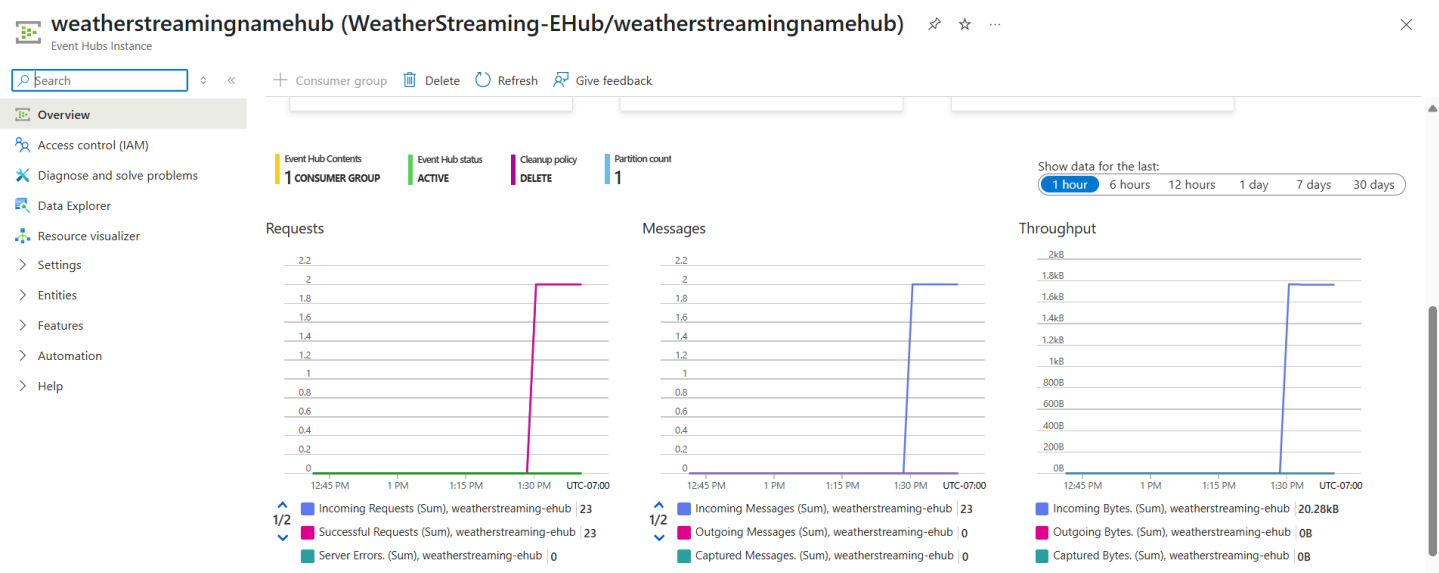 weatherstreamingnamehub (WeatherStreaming-EHub/weatherstreamingnamehub)
Event Hubs Instance
Search
Consumer group
Delete
Refresh
Give feedback
Overview
Access control (IAM)
Diagnose and solve problems
Data Explorer
Resource visualizer
Settings
Entities
Features
Automation
Help
Event Hub Contents
1 CONSUMER GROUP
Event Hub status
ACTIVE
Cleanup policy
DELETE
Partition count
1
Show data for the last:
1 hour 6 hours 12 hours 1 day 7 days 30 days
Requests
2.2
2
1.8
1.6
1.4
1.2
1
0.8
0.6
0.4
0.2
0
12:45 PM 1 PM 1:15 PM 1:30 PM UTC-07:00
1/2
Incoming Requests (Sum), weatherstreaming-ehub 23
Successful Requests (Sum), weatherstreaming-ehub 23
Server Errors. (Sum), weatherstreaming-ehub 0
Messages
2.2
2
1.8
1.6
1.4
1.2
1
0.8
0.6
0.4
0.2
0
12:45 PM 1 PM 1:15 PM 1:30 PM UTC-07:00
1/2
Incoming Messages (Sum), weatherstreaming-ehub 23
Outgoing Messages (Sum), weatherstreaming-ehub 0
Captured Messages. (Sum), weatherstreaming-ehub 0
Throughput
2kB
1.8kB
1.6kB
1.4kB
1.2kB
1kB
800B
600B
400B
200B
0B
12:45 PM 1 PM 1:15 PM 1:30 PM UTC-07:00
Incoming Bytes. (Sum), weatherstreaming-ehub 20.28kB
Outgoing Bytes. (Sum), weatherstreaming-ehub 0B
Captured Bytes. (Sum), weatherstreaming-ehub 0B